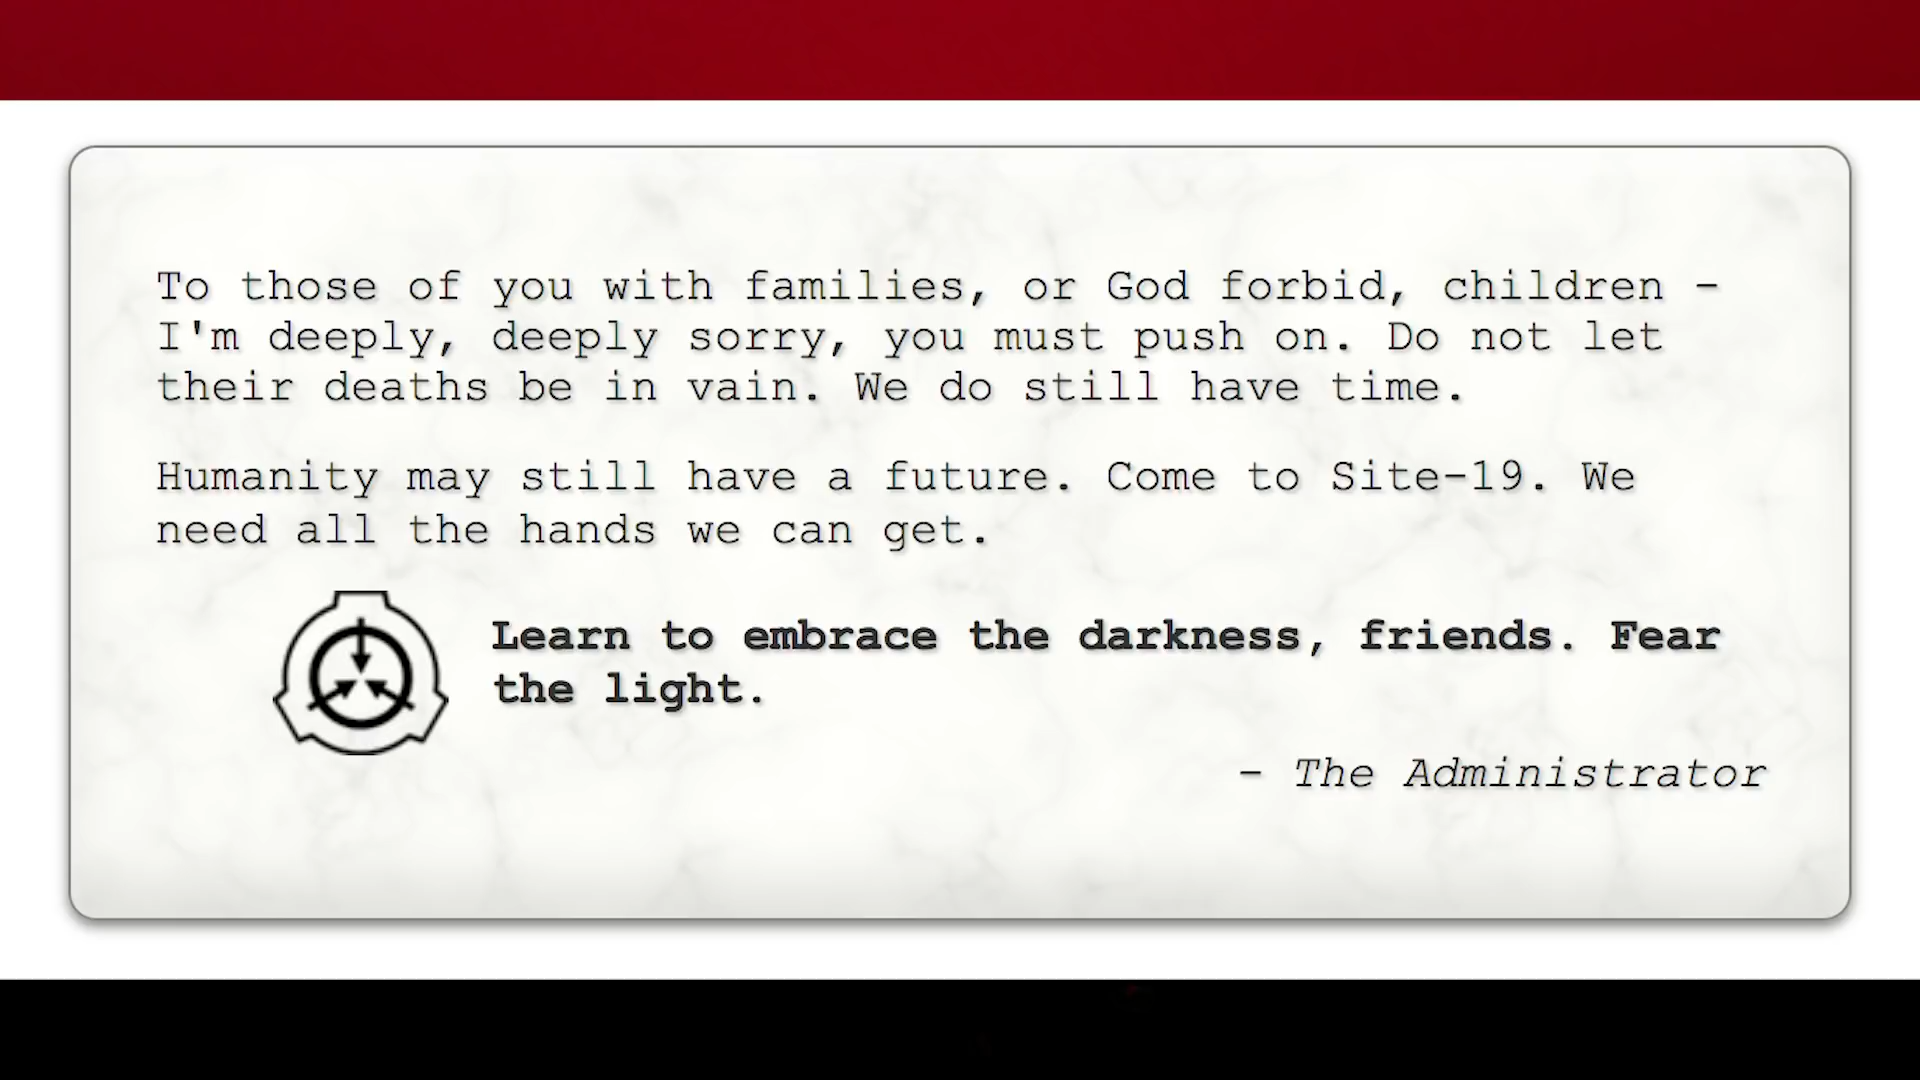 To those of you with families, or God forbid, children –
I'm deeply, deeply sorry, you must push on. Do not let
their deaths be in vain. We do still have time.
Humanity may still have a future. Come to Site-19. We
need all the hands we can get.
Learn to embrace the darkness, friends. Fear
the light.
– The Administrator